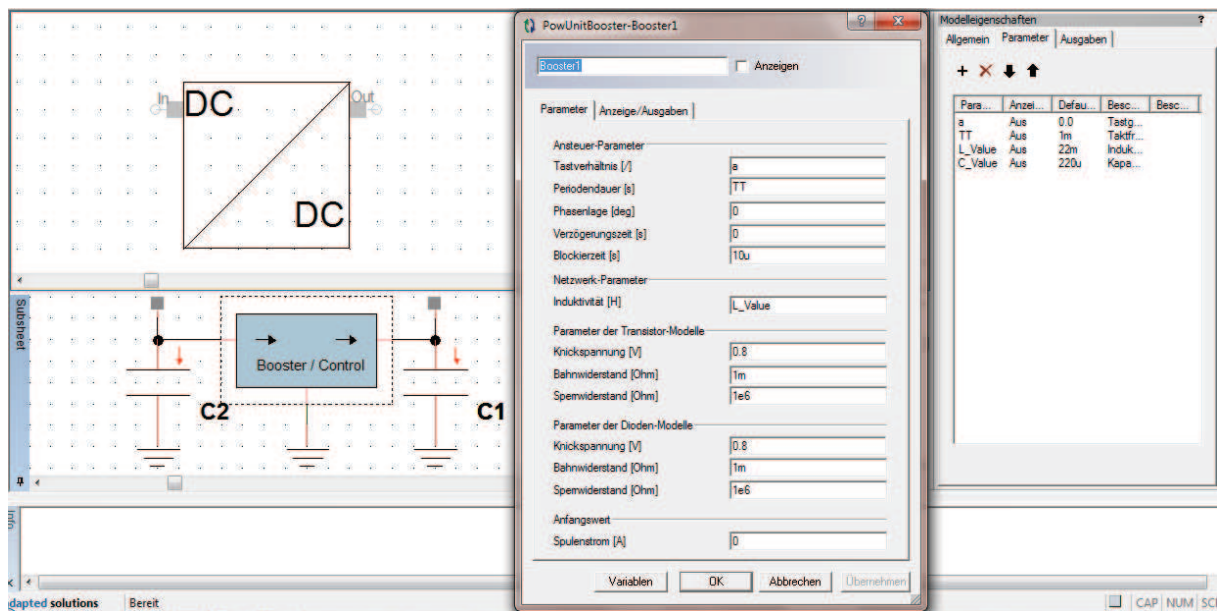 In
DC
Out
DC
Subsheet
Booster / Control
C2
C1
PowUnitBooster-Booster1
?
Booster1
Anzeigen
Parameter
Anzeige/Ausgaben
Ansteuer-Parameter
Tastverhältnis [/]
a
Periodendauer [s]
TT
Phasenlage [deg]
0
Verzögerungszeit [s]
0
Blockierzeit [s]
10u
Netzwerk-Parameter
Induktivität [H]
L_Value
Parameter der Transistor-Modelle
Knickspannung [V]
0.8
Bahnwiderstand [Ohm]
1m
Sperrwiderstand [Ohm]
1e6
Parameter der Dioden-Modelle
Knickspannung [V]
0.8
Bahnwiderstand [Ohm]
1m
Sperrwiderstand [Ohm]
1e6
Anfangswert
Spulenstrom [A]
0
Variablen OK Abbrechen Übernehmen
Modelleigenschaften ?
Allgemein Parameter Ausgaben
Para... Anzei... Defau... Besc... Besc...
a Aus 0.0 Tastg...
TT Aus 1m Taktfr...
L_Value Aus 22m Induk...
C_Value Aus 220u Kapa...
dapted solutions Bereit
CAP NUM SC